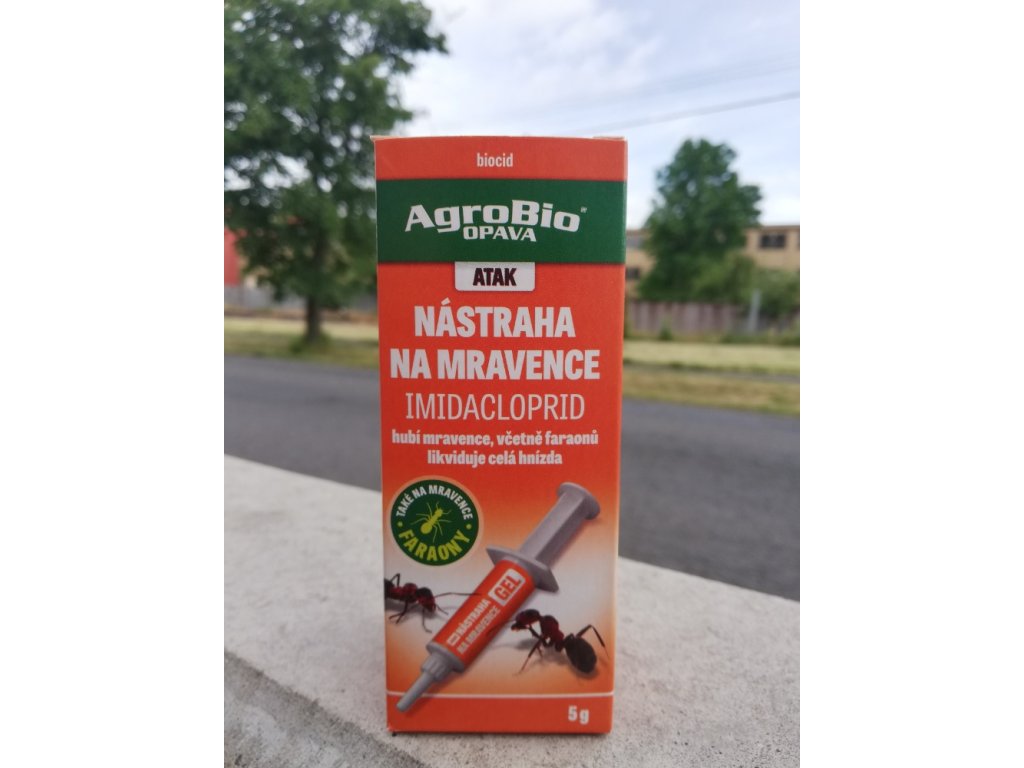 biocid
AgroBio®
OPAVA
ATAK
NÁSTRAHA
NA MRAVENCE
IMIDACLOPRID
hubí mravence, včetně faraonů
likviduje celá hnízda
TAKÉ NA MRAVENCE
FARAONY
NÁSTRAHA
NA MRAVENCE
GEL
5 g